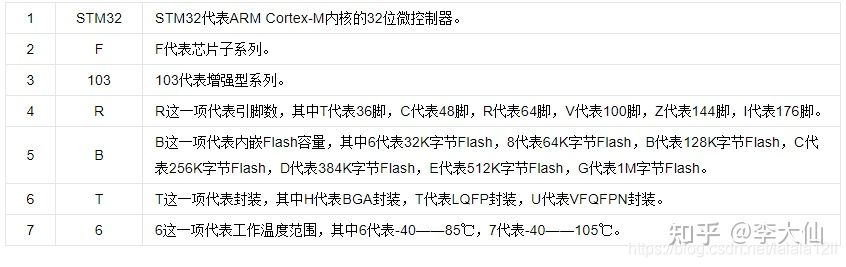 1 STM32 STM32代表ARM Cortex-M内核的32位微控制器。
2 F F代表芯片子系列。
3 103 103代表增强型系列。
4 R R这一项代表引脚数，其中T代表36脚，C代表48脚，R代表64脚，V代表100脚，Z代表144脚，I代表176脚。
5 B B这一项代表内嵌Flash容量，其中6代表32K字节Flash，8代表64K字节Flash，B代表128K字节Flash，C代
表256K字节Flash，D代表384K字节Flash，E代表512K字节Flash，G代表1M字节Flash。
6 T T这一项代表封装，其中H代表BGA封装，T代表LQFP封装，U代表VFQFPN封装。
7 6 6这一项代表工作温度范围，其中6代表-40——85℃，7代表-40——105℃。
知乎 @李大仙